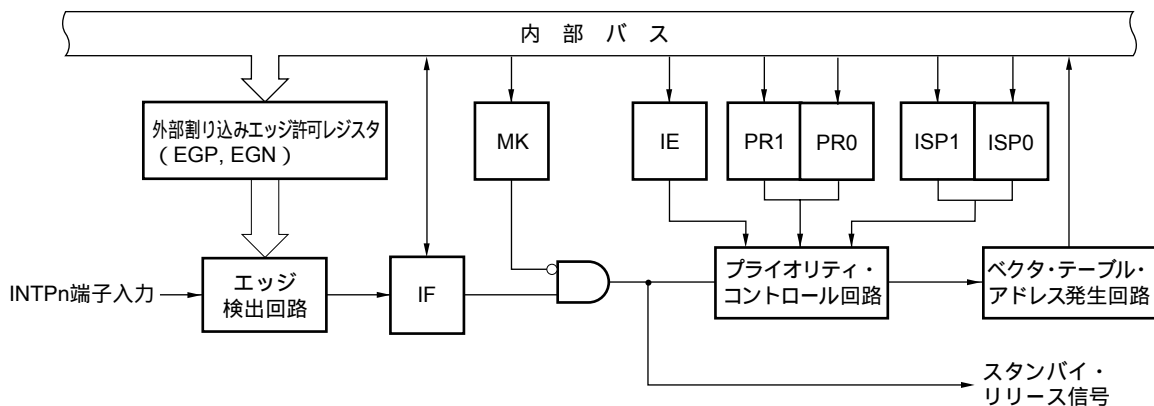 内 部 バ ス
外部割り込みエッジ許可レジスタ
（EGP, EGN）
MK
IE
PR1
PR0
ISP1
ISP0
INTPn端子入力
エッジ
検出回路
IF
プライオリティ・
コントロール回路
ベクタ・テーブル・
アドレス発生回路
スタンバイ・
リリース信号